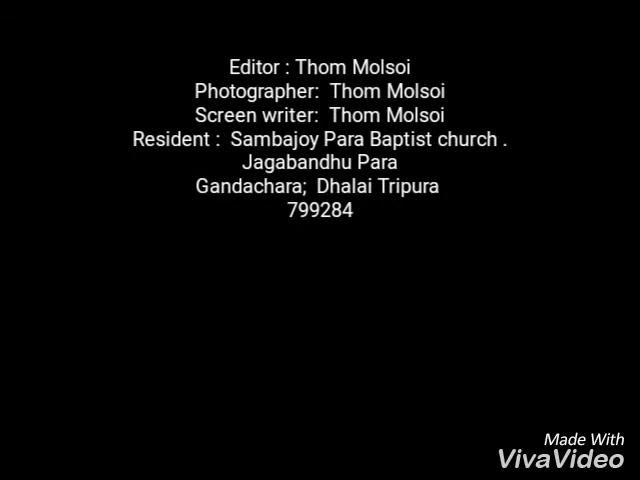 Editor : Thom Molsoi
Photographer:  Thom Molsoi
Screen writer:  Thom Molsoi
Resident :  Sambajoy Para Baptist church .
Jagabandhu Para
Gandachara;  Dhalai Tripura
799284
Made With
VivaVideo